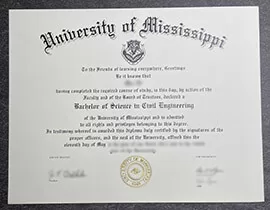 University of Mississippi
To the Friends of learning everywhere, Greetings.
Be it known that
having completed the required course of study, in this day, by action of the
Faculty and of the Board of Trustees, declared a
Bachelor of Science in Civil Engineering
of the University of Mississippi and is admitted
to all rights and privileges belonging to this degree.
In testimony whereof is awarded this diploma duly certified by the signatures of the
proper officers, and the seal of the University, affixed this
eleventh day of May